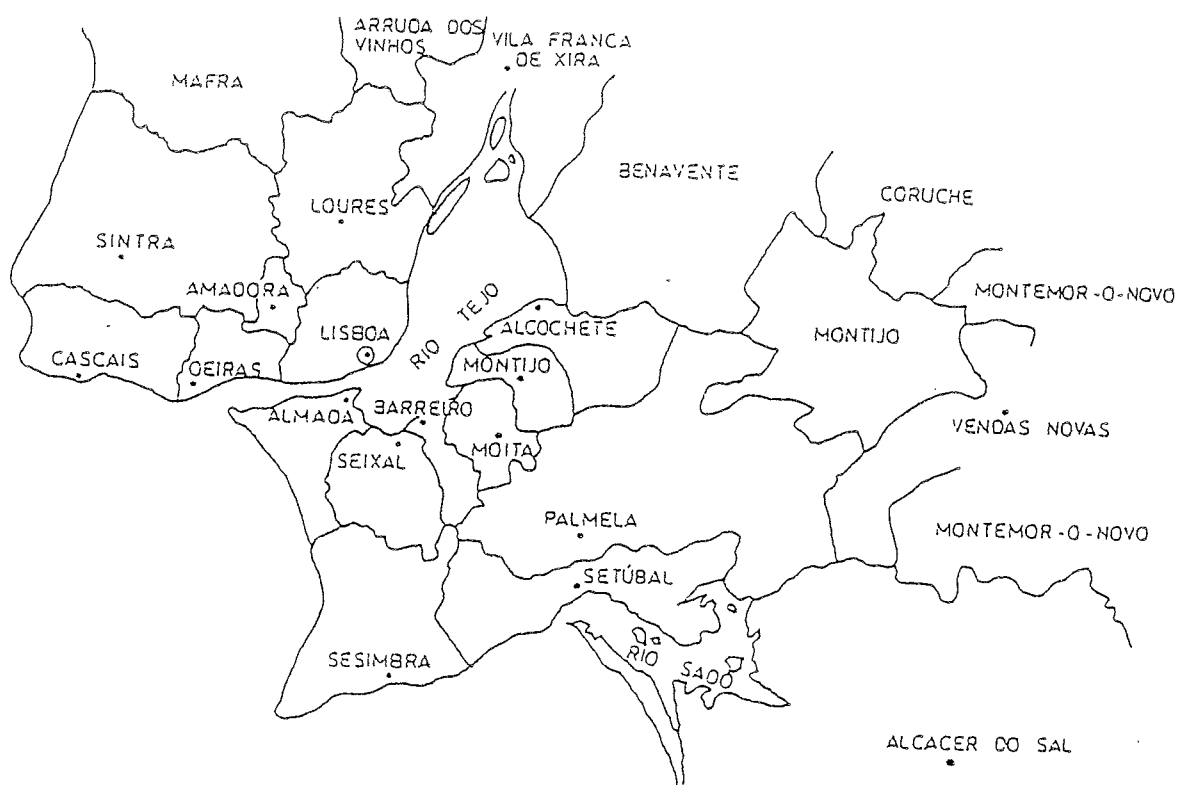 ARRUDA DOS
VINHOS
VILA FRANCA
DE XIRA
MAFRA
BENAVENTE
CORUCHE
LOURES
SINTRA
AMADORA
MONTEMOR-O-NOVO
RIO TEJO
LISBOA
ALCOCHETE
MONTIJO
CASCAIS
OEIRAS
MONTIJO
ALMADA
BARREIRO
VENDAS NOVAS
MOITA
SEIXAL
PALMELA
MONTEMOR-O-NOVO
SETÚBAL
RIO SADO
SESIMBRA
ALCACER DO SAL